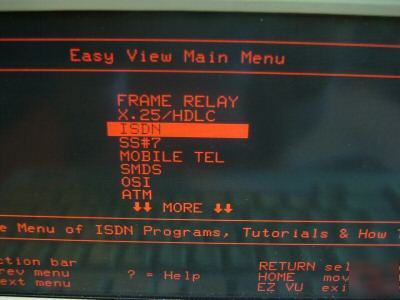 Easy View Main Menu
FRAME RELAY
X.25/HDLC
ISDN
SS#7
MOBILE TEL
SMDS
OSI
ATM
⇓⇓ MORE ⇓⇓
e Menu of ISDN Programs, Tutorials & How
ction bar
rev menu
ext menu
? = Help
RETURN sel
HOME mov
EZ VU exi